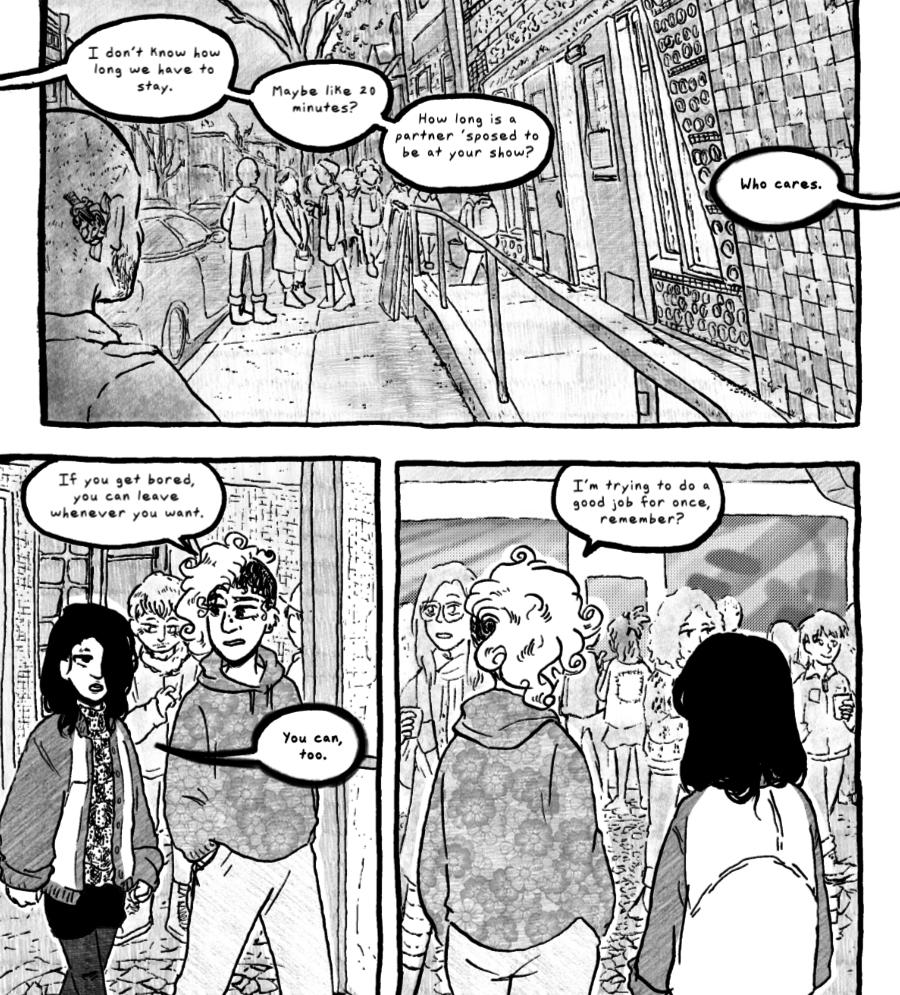 I don't know how
long we have to
stay.
Maybe like 20
minutes?
How long is a
partner 'sposed to
be at your show?
Who cares.
If you get bored,
you can leave
whenever you want.
You can,
too.
I'm trying to do a
good job for once,
remember?